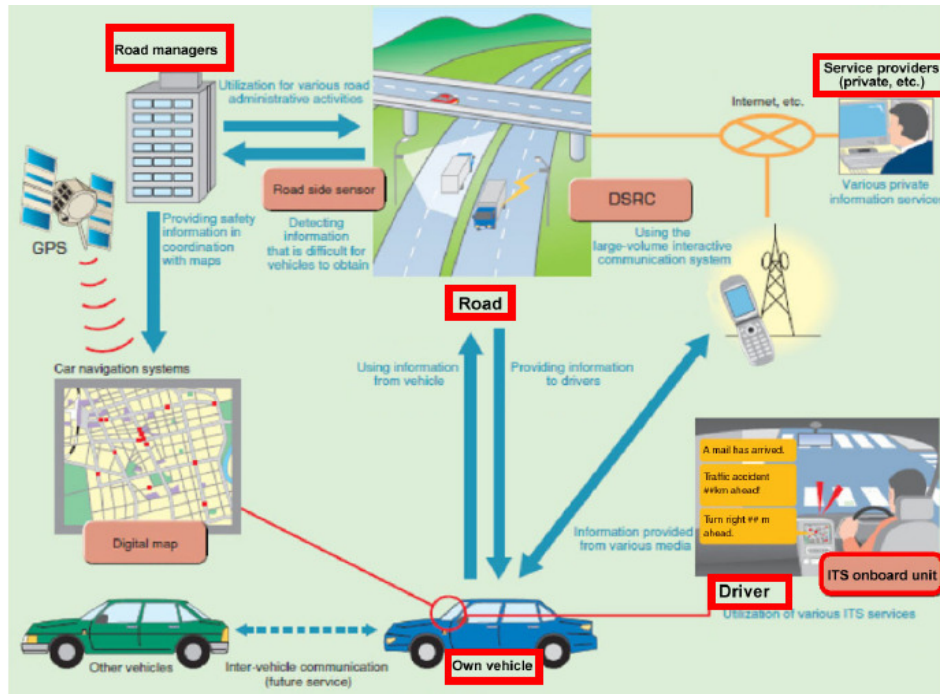 Road managers
Utilization for various road
administrative activities
Service providers
(private, etc.)
Internet, etc.
Road side sensor
DSRC
Various private
information services
GPS
Providing safety
information in
coordination
with maps
Detecting
information
that is difficult for
vehicles to obtain
Using the
large-volume interactive
communication system
Road
Car navigation systems
Using information
from vehicle
Providing information
to drivers
A mail has arrived.
Traffic accident
##km ahead!
Turn right ## m
ahead.
Digital map
Information provided
from various media
ITS onboard unit
Driver
Utilization of various ITS services
Other vehicles
Inter-vehicle communication
(future service)
Own vehicle